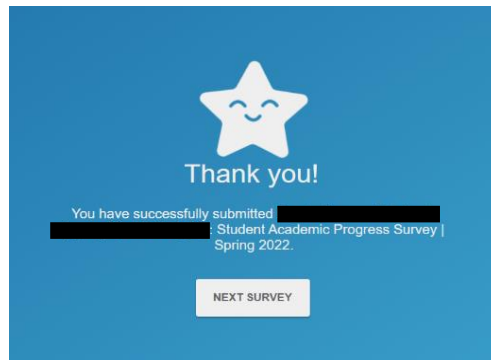 Thank you!
You have successfully submitted
: Student Academic Progress Survey |
Spring 2022.
NEXT SURVEY